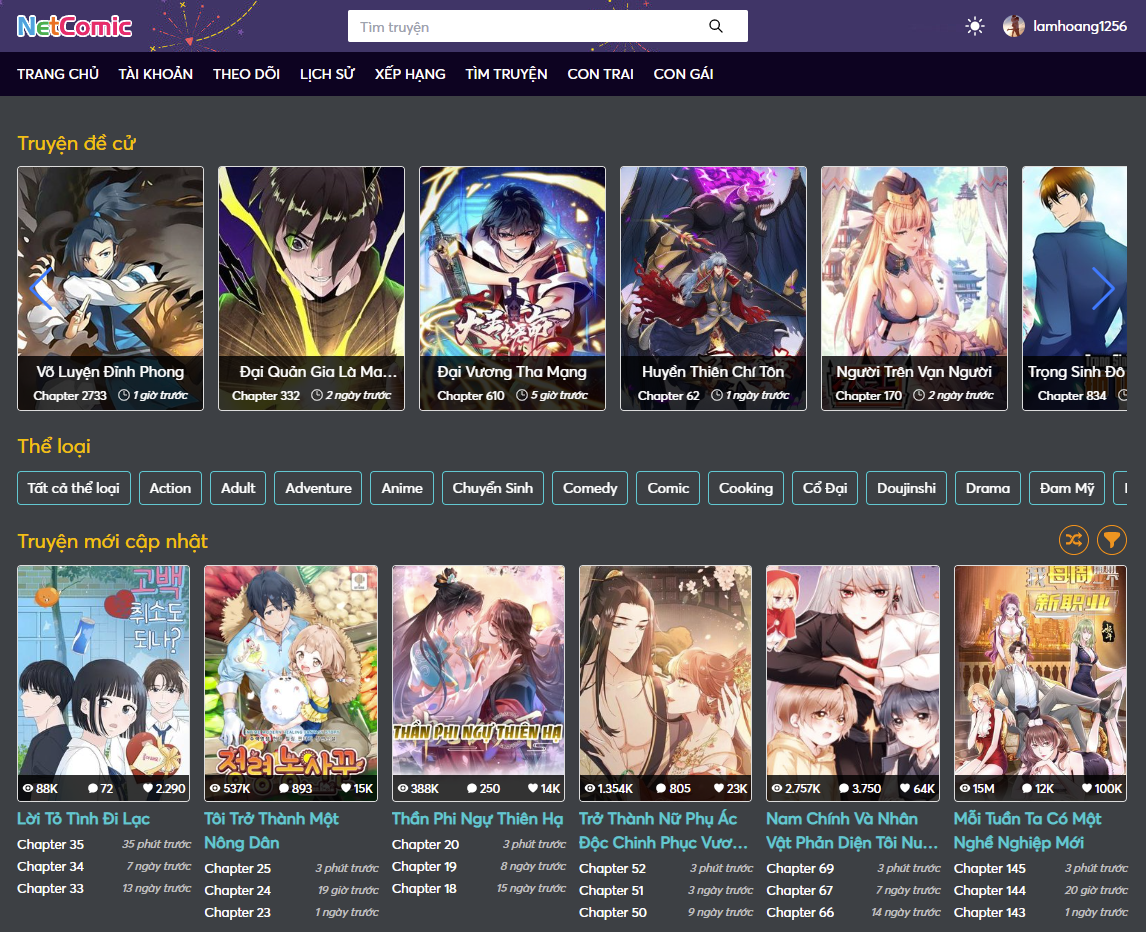 NetComic
Tìm truyện
lamhoang1256
TRANG CHỦ TÀI KHOẢN THEO DÕI LỊCH SỬ XẾP HẠNG TÌM TRUYỆN CON TRAI CON GÁI
Truyện đề cử
大王饶命
Võ Luyện Đỉnh Phong Đại Quản Gia Là Ma... Đại Vương Tha Mạng Huyền Thiên Chí Tôn Người Trên Vạn Người Trọng Sinh Đô
Chapter 2733 1 giờ trước Chapter 332 2 ngày trước Chapter 610 5 giờ trước Chapter 62 1 ngày trước Chapter 170 2 ngày trước Chapter 834
Thể loại
Tất cả thể loại Action Adult Adventure Anime Chuyển Sinh Comedy Comic Cooking Cổ Đại Doujinshi Drama Đam Mỹ
Truyện mới cập nhật
고백
취소도
되나?
新职业
THẦN PHI NGỰ THIÊN HẠ
88K 72 2.290 537K 893 15K 388K 250 14K 1.354K 805 23K 2.757K 3.750 64K 15M 12K 100K
Lời Tỏ Tình Đi Lạc
Chapter 35 35 phút trước
Chapter 34 7 ngày trước
Chapter 33 13 ngày trước
Tôi Trở Thành Một
Nông Dân
Chapter 25 3 phút trước
Chapter 24 19 giờ trước
Chapter 23 1 ngày trước
Thần Phi Ngự Thiên Hạ
Chapter 20 3 phút trước
Chapter 19 8 ngày trước
Chapter 18 15 ngày trước
Trở Thành Nữ Phụ Ác
Độc Chinh Phục Vươ...
Chapter 52 3 phút trước
Chapter 51 3 ngày trước
Chapter 50 9 ngày trước
Nam Chính Và Nhân
Vật Phản Diện Tôi Nu...
Chapter 69 3 phút trước
Chapter 67 7 ngày trước
Chapter 66 14 ngày trước
Mỗi Tuần Ta Có Một
Nghề Nghiệp Mới
Chapter 145 3 phút trước
Chapter 144 20 giờ trước
Chapter 143 1 ngày trước